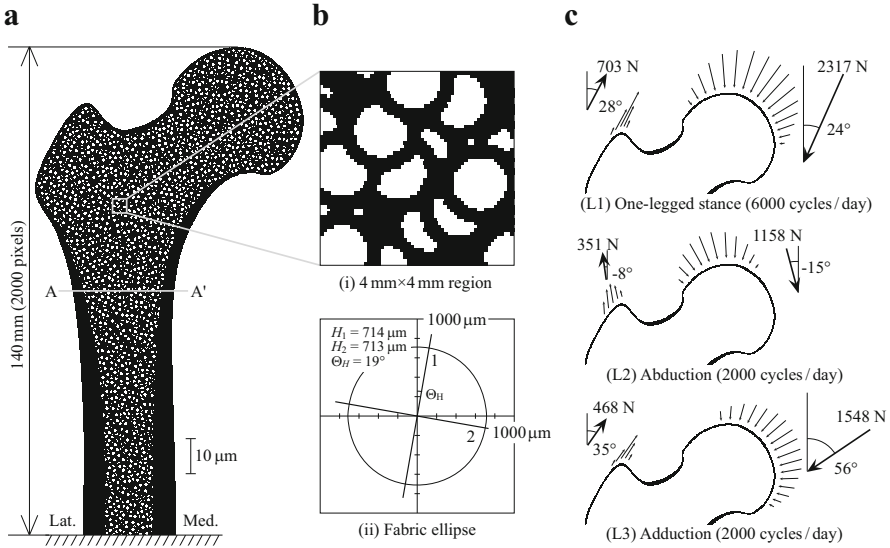 a
140 mm (2000 pixels)
A
A'
10 μm
Lat.
Med.
b
(i) 4 mm×4 mm region
1000 μm
H1 = 714 μm
H2 = 713 μm
ΘH = 19°
1
ΘH
2
1000 μm
(ii) Fabric ellipse
c
703 N
28°
2317 N
24°
(L1) One-legged stance (6000 cycles / day)
351 N
-8°
1158 N
-15°
(L2) Abduction (2000 cycles / day)
468 N
35°
1548 N
56°
(L3) Adduction (2000 cycles / day)